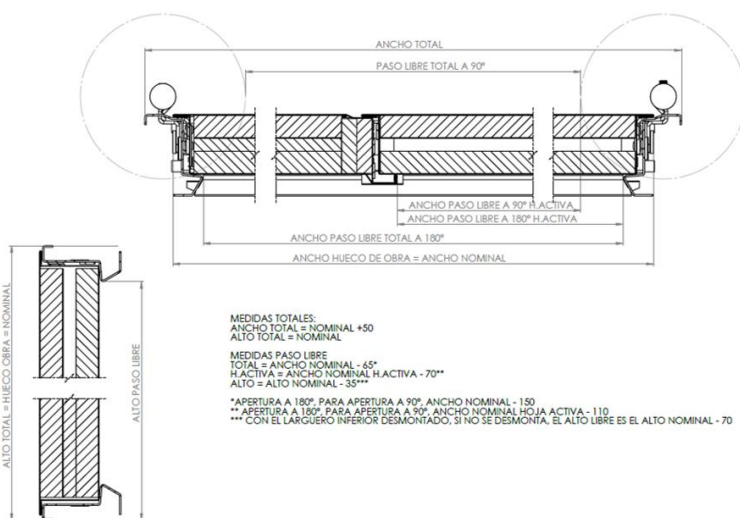 ANCHO TOTAL
PASO LIBRE TOTAL A 90º
ANCHO PASO LIBRE A 90º H.ACTIVA
ANCHO PASO LIBRE A 180º H.ACTIVA
ANCHO PASO LIBRE TOTAL A 180º
ANCHO HUECO DE OBRA = ANCHO NOMINAL
ALTO TOTAL = HUECO OBRA = NOMINAL
ALTO PASO LIBRE
MEDIDAS TOTALES:
ANCHO TOTAL = NOMINAL +50
ALTO TOTAL = NOMINAL
MEDIDAS PASO LIBRE
TOTAL = ANCHO NOMINAL - 65*
H.ACTIVA = ANCHO NOMINAL H.ACTIVA - 70**
ALTO = ALTO NOMINAL - 35***
*APERTURA A 180º, PARA APERTURA A 90º, ANCHO NOMINAL - 150
** APERTURA A 180º, PARA APERTURA A 90º, ANCHO NOMINAL HOJA ACTIVA - 110
*** CON EL LARGUERO INFERIOR DESMONTADO, SI NO SE DESMONTA, EL ALTO LIBRE ES EL ALTO NOMINAL - 70